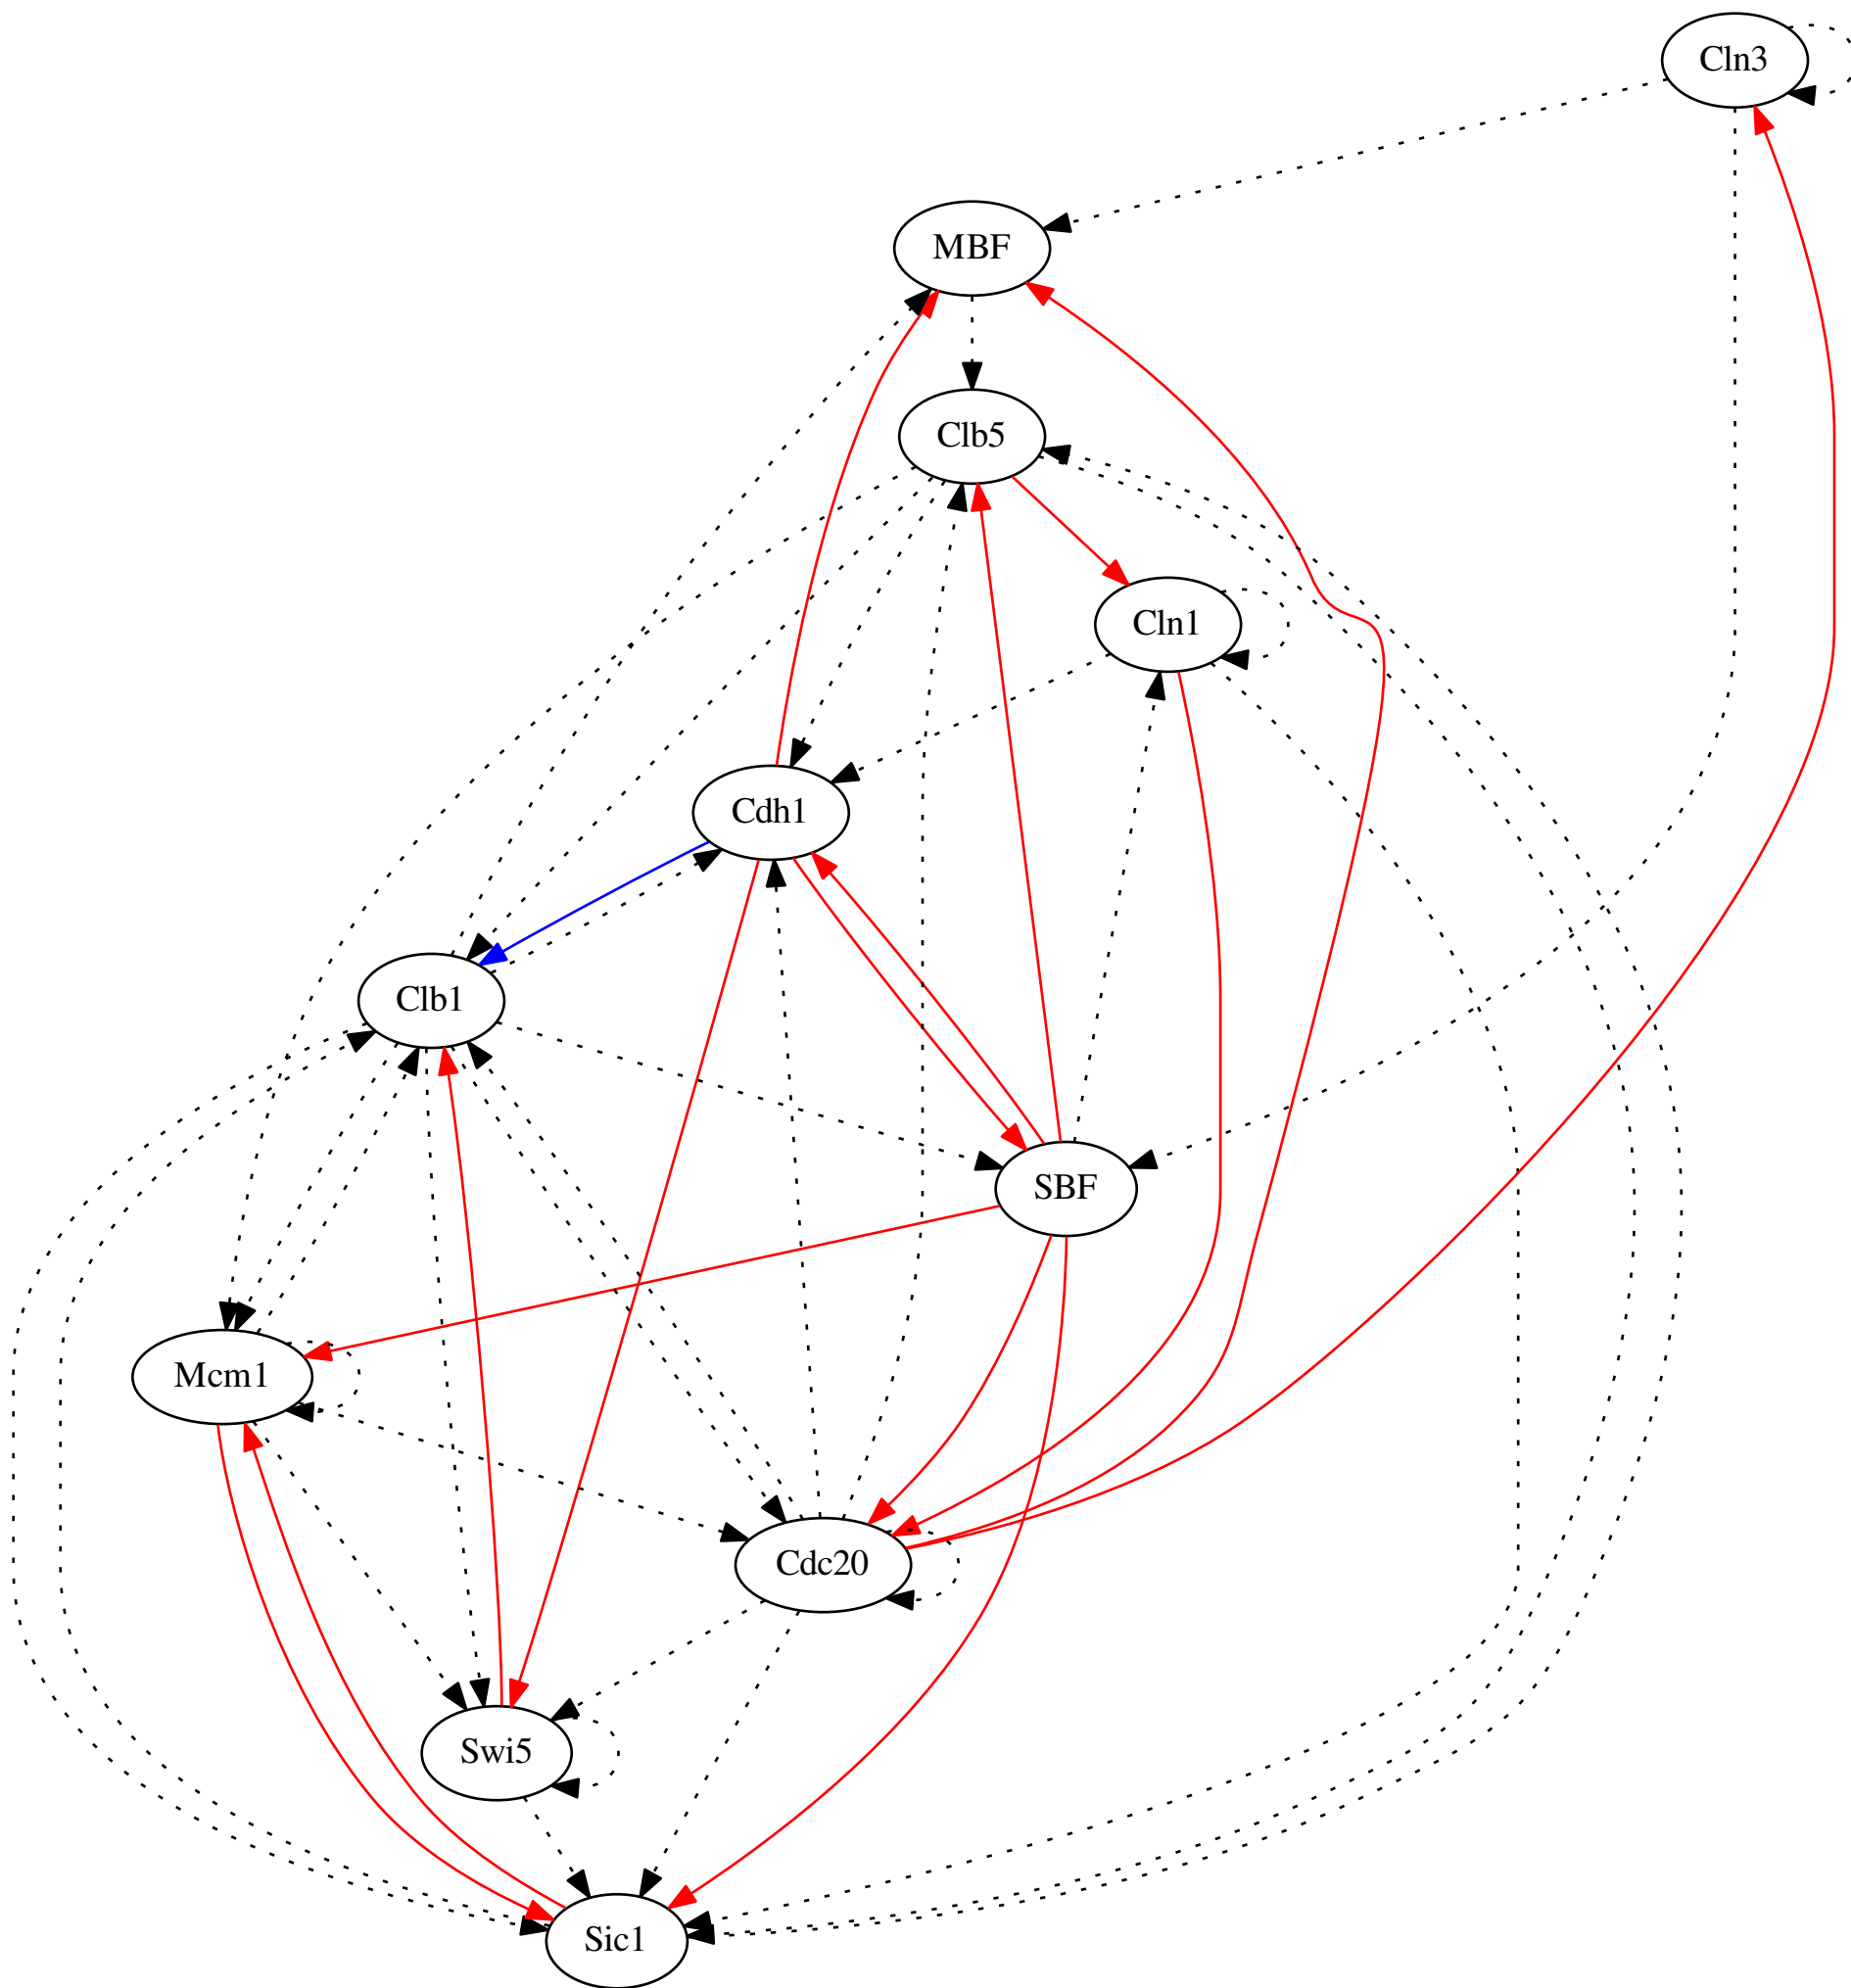 Cln3
MBF
Clb5
Cln1
Cdh1
Clb1
SBF
Mcm1
Cdc20
Swi5
Sic1